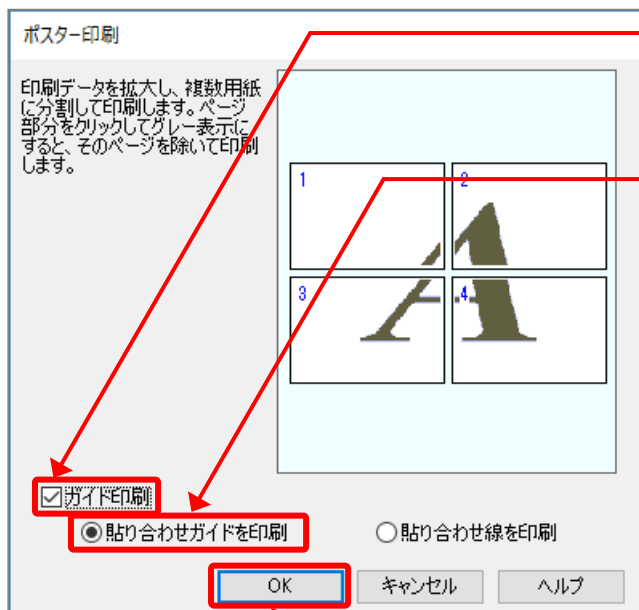 ポスター印刷
印刷データを拡大し、複数用紙
に分割して印刷します。ページ
部分をクリックしてグレー表示に
すると、そのページを除いて印刷
します。
1
2
3
4
ガイド印刷
貼り合わせガイドを印刷
貼り合わせ線を印刷
OK
キャンセル
ヘルプ